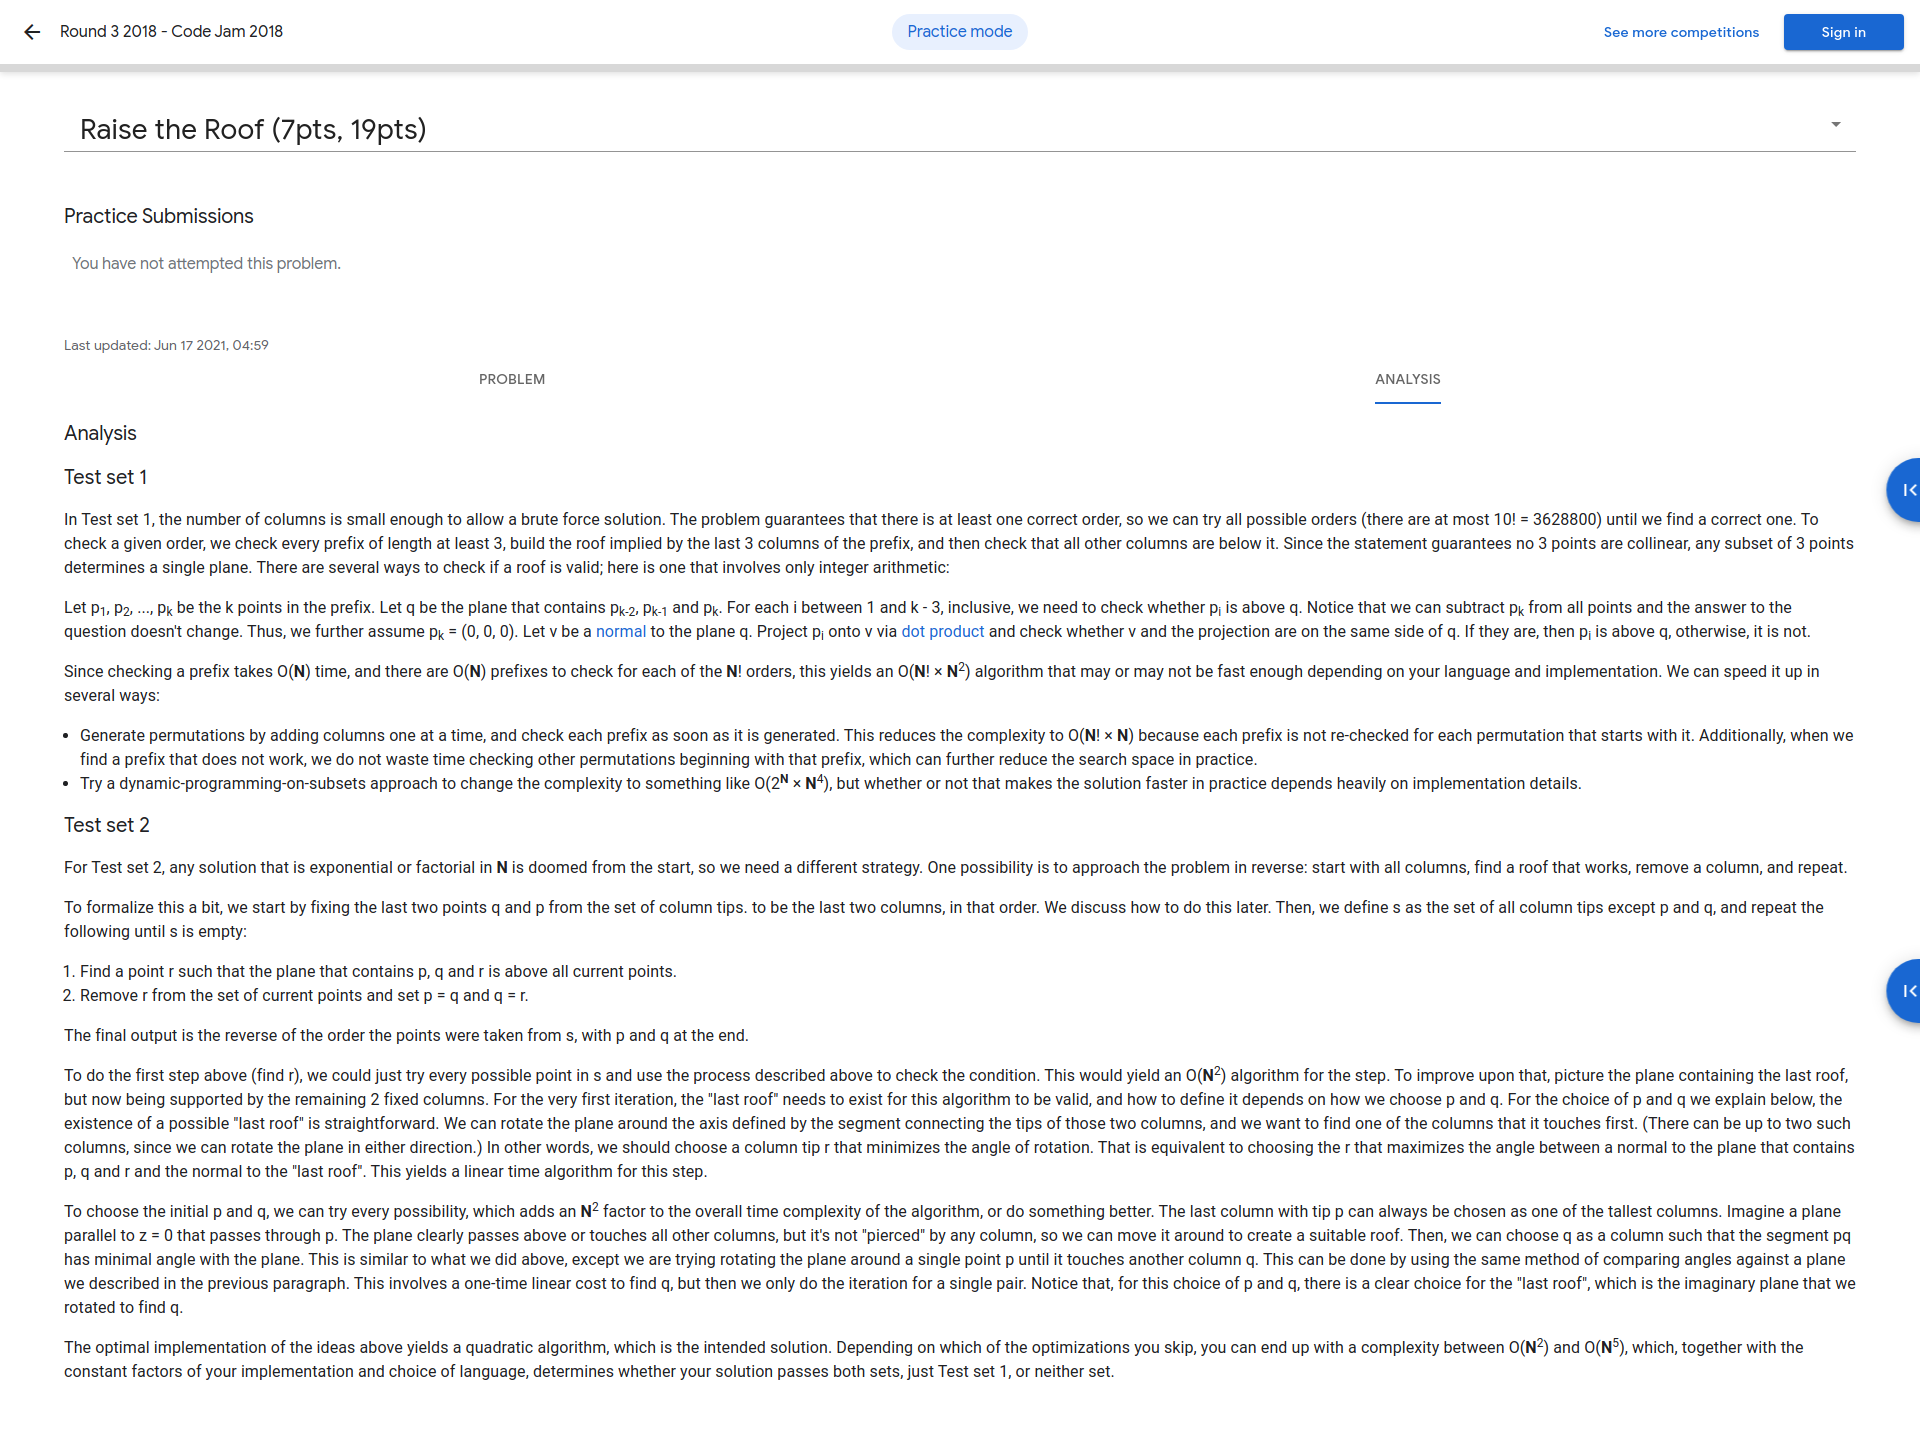 Round 3 2018 - Code Jam 2018
Practice mode
See more competitions
Sign in
Raise the Roof (7pts, 19pts)
Practice Submissions
You have not attempted this problem.
Last updated: Jun 17 2021, 04:59
PROBLEM
ANALYSIS
Analysis
Test set 1
In Test set 1, the number of columns is small enough to allow a brute force solution. The problem guarantees that there is at least one correct order, so we can try all possible orders (there are at most 10! = 3628800) until we find a correct one. To
check a given order, we check every prefix of length at least 3, build the roof implied by the last 3 columns of the prefix, and then check that all other columns are below it. Since the statement guarantees no 3 points are collinear, any subset of 3 points
determines a single plane. There are several ways to check if a roof is valid; here is one that involves only integer arithmetic:
Let p1, p2, ..., pk be the k points in the prefix. Let q be the plane that contains pk-2, pk-1 and pk. For each i between 1 and k - 3, inclusive, we need to check whether pi is above q. Notice that we can subtract pk from all points and the answer to the
question doesn't change. Thus, we further assume pk = (0, 0, 0). Let v be a normal to the plane q. Project pi onto v via dot product and check whether v and the projection are on the same side of q. If they are, then pi is above q, otherwise, it is not.
Since checking a prefix takes O(N) time, and there are O(N) prefixes to check for each of the N! orders, this yields an O(N! × N2) algorithm that may or may not be fast enough depending on your language and implementation. We can speed it up in
several ways:
• Generate permutations by adding columns one at a time, and check each prefix as soon as it is generated. This reduces the complexity to O(N! × N) because each prefix is not re-checked for each permutation that starts with it. Additionally, when we
find a prefix that does not work, we do not waste time checking other permutations beginning with that prefix, which can further reduce the search space in practice.
• Try a dynamic-programming-on-subsets approach to change the complexity to something like O(2N × N4), but whether or not that makes the solution faster in practice depends heavily on implementation details.
Test set 2
For Test set 2, any solution that is exponential or factorial in N is doomed from the start, so we need a different strategy. One possibility is to approach the problem in reverse: start with all columns, find a roof that works, remove a column, and repeat.
To formalize this a bit, we start by fixing the last two points q and p from the set of column tips. to be the last two columns, in that order. We discuss how to do this later. Then, we define s as the set of all column tips except p and q, and repeat the
following until s is empty:
1. Find a point r such that the plane that contains p, q and r is above all current points.
2. Remove r from the set of current points and set p = q and q = r.
The final output is the reverse of the order the points were taken from s, with p and q at the end.
To do the first step above (find r), we could just try every possible point in s and use the process described above to check the condition. This would yield an O(N2) algorithm for the step. To improve upon that, picture the plane containing the last roof,
but now being supported by the remaining 2 fixed columns. For the very first iteration, the "last roof" needs to exist for this algorithm to be valid, and how to define it depends on how we choose p and q. For the choice of p and q we explain below, the
existence of a possible "last roof" is straightforward. We can rotate the plane around the axis defined by the segment connecting the tips of those two columns, and we want to find one of the columns that it touches first. (There can be up to two such
columns, since we can rotate the plane in either direction.) In other words, we should choose a column tip r that minimizes the angle of rotation. That is equivalent to choosing the r that maximizes the angle between a normal to the plane that contains
p, q and r and the normal to the "last roof". This yields a linear time algorithm for this step.
To choose the initial p and q, we can try every possibility, which adds an N2 factor to the overall time complexity of the algorithm, or do something better. The last column with tip p can always be chosen as one of the tallest columns. Imagine a plane
parallel to z = 0 that passes through p. The plane clearly passes above or touches all other columns, but it's not "pierced" by any column, so we can move it around to create a suitable roof. Then, we can choose q as a column such that the segment pq
has minimal angle with the plane. This is similar to what we did above, except we are trying rotating the plane around a single point p until it touches another column q. This can be done by using the same method of comparing angles against a plane
we described in the previous paragraph. This involves a one-time linear cost to find q, but then we only do the iteration for a single pair. Notice that, for this choice of p and q, there is a clear choice for the "last roof", which is the imaginary plane that we
rotated to find q.
The optimal implementation of the ideas above yields a quadratic algorithm, which is the intended solution. Depending on which of the optimizations you skip, you can end up with a complexity between O(N2) and O(N5), which, together with the
constant factors of your implementation and choice of language, determines whether your solution passes both sets, just Test set 1, or neither set.